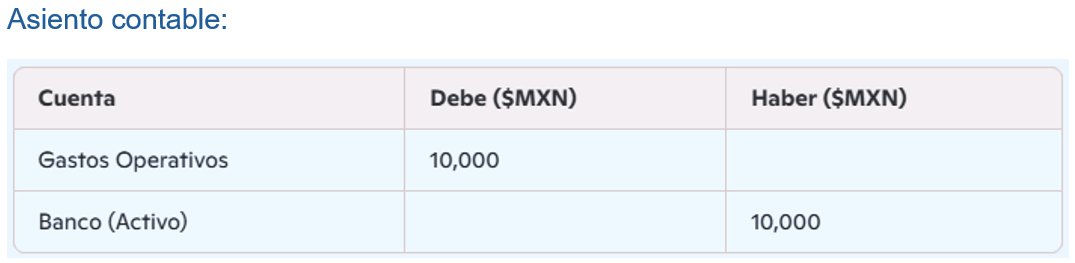 Asiento contable:
Cuenta Debe ($MXN) Haber ($MXN)
Gastos Operativos 10,000
Banco (Activo) 10,000